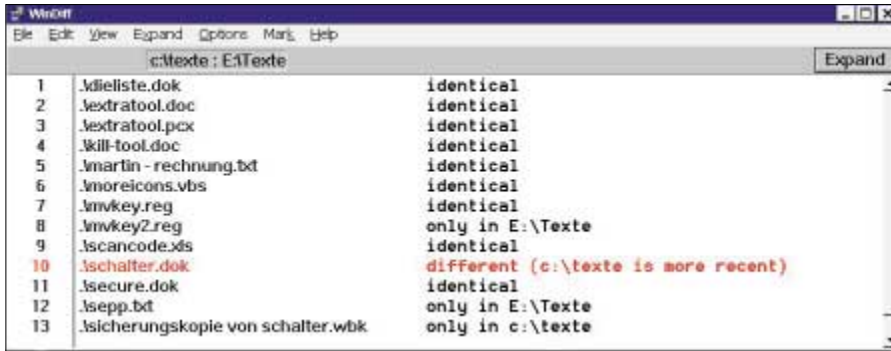 WinDiff
File Edit View Expand Options Mark Help
c:\texte : E:\Texte Expand
1 .\dieliste.dok identical
2 .\extratool.doc identical
3 .\extratool.pcx identical
4 .\kill-tool.doc identical
5 .\martin - rechnung.txt identical
6 .\moreicons.vbs identical
7 .\mvkey.reg identical
8 .\mvkey2.reg only in E:\Texte
9 .\scancode.xls identical
10 .\schalter.dok different (c:\texte is more recent)
11 .\secure.dok identical
12 .\sepp.txt only in E:\Texte
13 .\sicherungskopie von schalter.wbk only in c:\texte